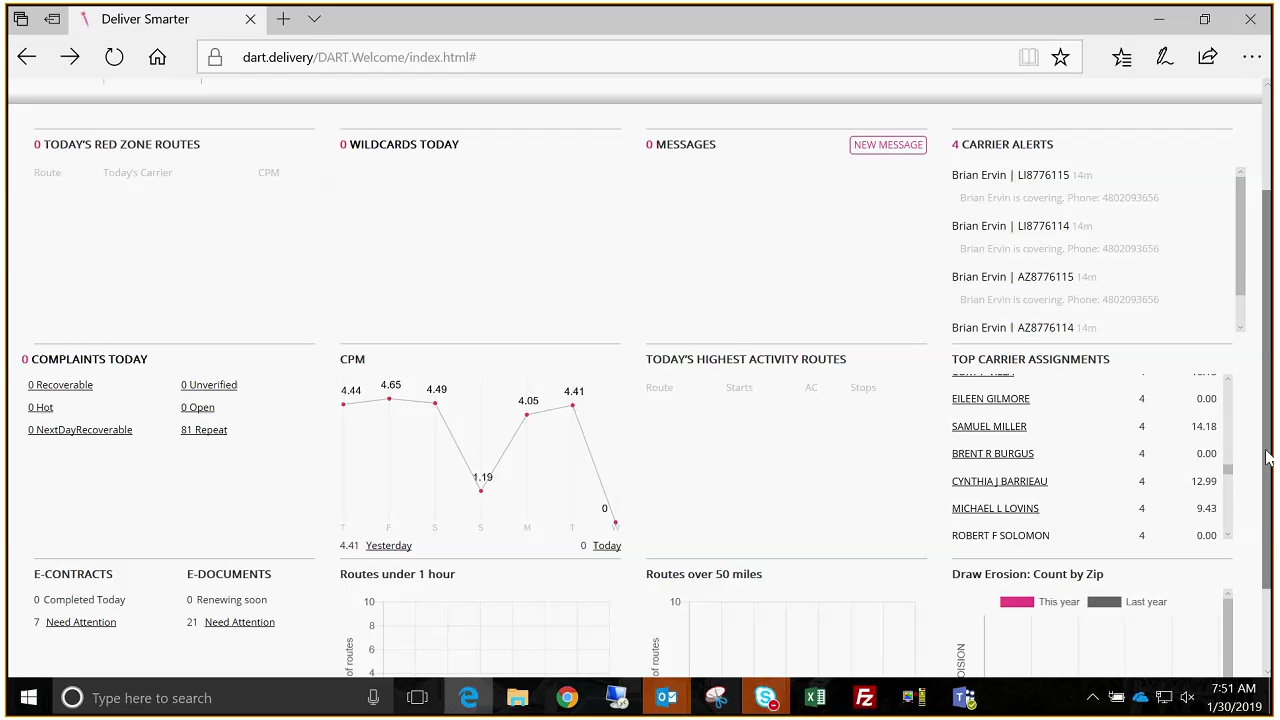 Deliver Smarter
dart.delivery/DART.Welcome/index.html#
0 TODAY'S RED ZONE ROUTES
Route Today's Carrier CPM
0 WILDCARDS TODAY
0 MESSAGES
NEW MESSAGE
4 CARRIER ALERTS
Brian Ervin | LI8776115 14m
Brian Ervin is covering. Phone: 4802093656
Brian Ervin | LI8776114 14m
Brian Ervin is covering. Phone: 4802093656
Brian Ervin | AZ8776115 14m
Brian Ervin is covering. Phone: 4802093656
Brian Ervin | AZ8776114 14m
0 COMPLAINTS TODAY
0 Recoverable 0 Unverified
0 Hot 0 Open
0 NextDayRecoverable 81 Repeat
CPM
4.44 4.65 4.49 1.19 4.05 4.41 0
T F S S M T W
4.41 Yesterday 0 Today
TODAY'S HIGHEST ACTIVITY ROUTES
Route Starts AC Stops
TOP CARRIER ASSIGNMENTS
EILEEN GILMORE 4 0.00
SAMUEL MILLER 4 14.18
BRENT R BURGUS 4 0.00
CYNTHIA J BARRIEAU 4 12.99
MICHAEL L LOVINS 4 9.43
ROBERT F SOLOMON 4 0.00
E-CONTRACTS
0 Completed Today
7 Need Attention
E-DOCUMENTS
0 Renewing soon
21 Need Attention
Routes under 1 hour
10
8
6
4
of routes
Routes over 50 miles
10
of routes
Draw Erosion: Count by Zip
This year Last year
Type here to search
7:51 AM
1/30/2019